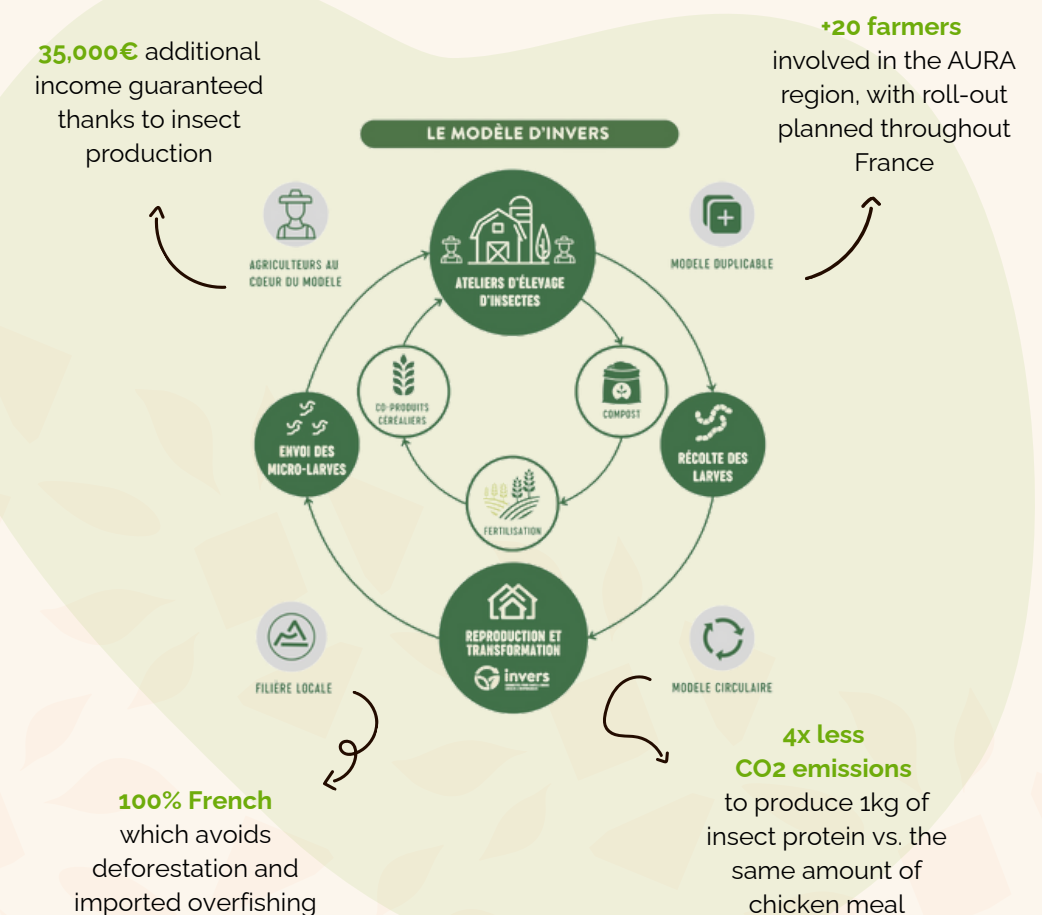 35,000€ additional
income guaranteed
thanks to insect
production
+20 farmers
involved in the AURA
region, with roll-out
planned throughout
France
LE MODÈLE D'INVERS
AGRICULTEURS AU
COEUR DU MODELE
MODELE DUPLICABLE
ATELIERS D'ÉLEVAGE
D'INSECTES
CO-PRODUITS
CÉRÉALIERS
COMPOST
ENVOI DES
MICRO-LARVES
RÉCOLTE DES
LARVES
FERTILISATION
REPRODUCTION ET
TRANSFORMATION
invers
FILIÈRE LOCALE
MODELE CIRCULAIRE
4x less
CO2 emissions
to produce 1kg of
insect protein vs. the
same amount of
chicken meal
100% French
which avoids
deforestation and
imported overfishing